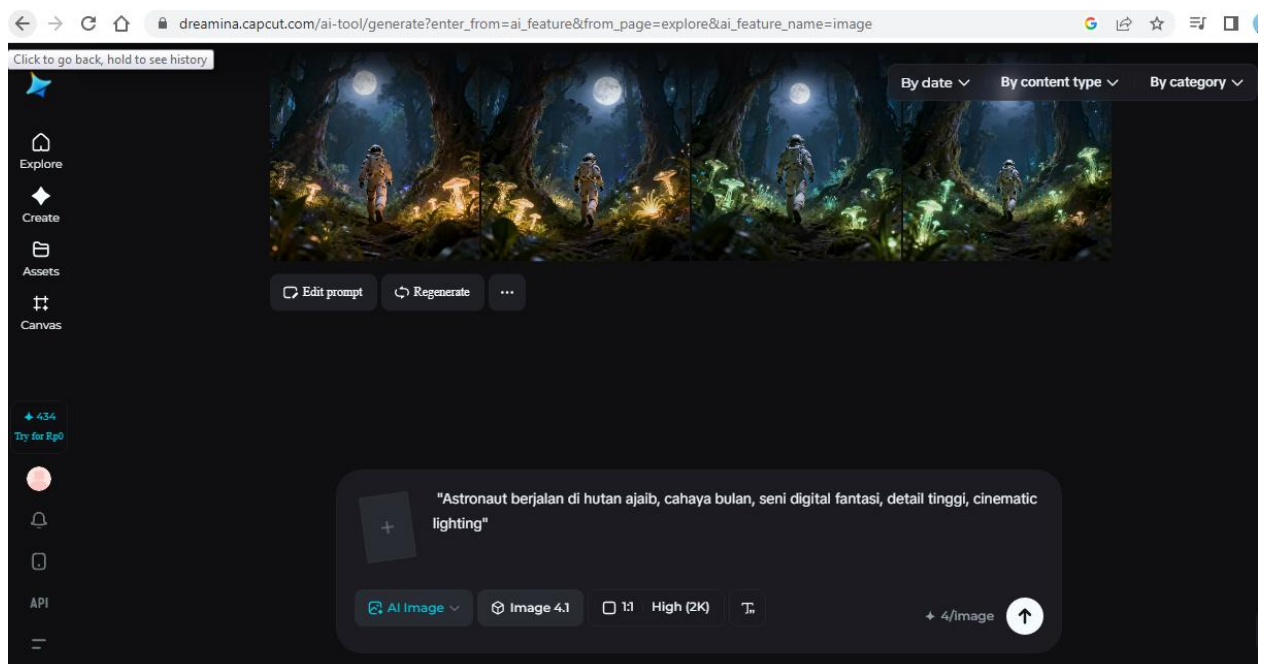 dreamina.capcut.com/ai-tool/generate?enter_from=ai_feature&from_page=explore&ai_feature_name=image
Click to go back, hold to see history
By date
By content type
By category
Explore
Create
Assets
Canvas
Edit prompt
Regenerate
434
Try for Rp0
API
"Astronaut berjalan di hutan ajaib, cahaya bulan, seni digital fantasi, detail tinggi, cinematic
lighting"
AI Image
Image 4.1
1:1 High (2K)
4/image